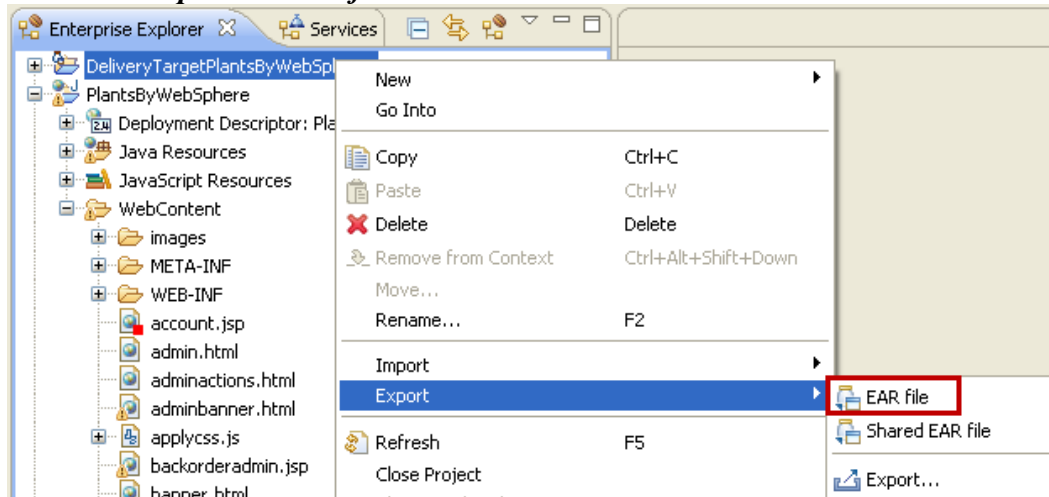 Enterprise Explorer Services
DeliveryTargetPlantsByWebSpl
PlantsByWebSphere
Deployment Descriptor: Pla
Java Resources
JavaScript Resources
WebContent
images
META-INF
WEB-INF
account.jsp
admin.html
adminactions.html
adminbanner.html
applycss.js
backorderadmin.jsp
banner.html
New
Go Into
Copy Ctrl+C
Paste Ctrl+V
Delete Delete
Remove from Context Ctrl+Alt+Shift+Down
Move...
Rename... F2
Import
Export
Refresh F5
Close Project
EAR file
Shared EAR file
Export...